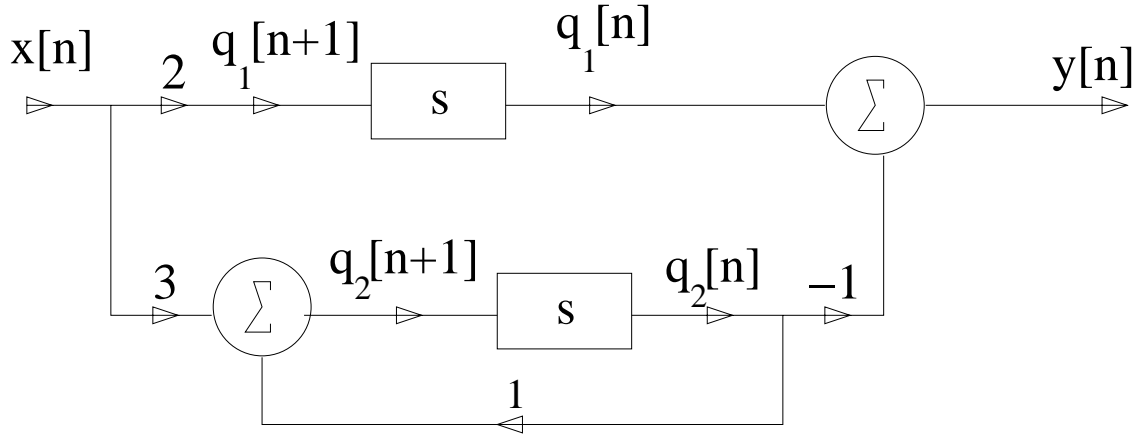 x[n]
2
q₁[n+1]
s
q₁[n]
Σ
y[n]
3
Σ
q₂[n+1]
s
q₂[n]
−1
1